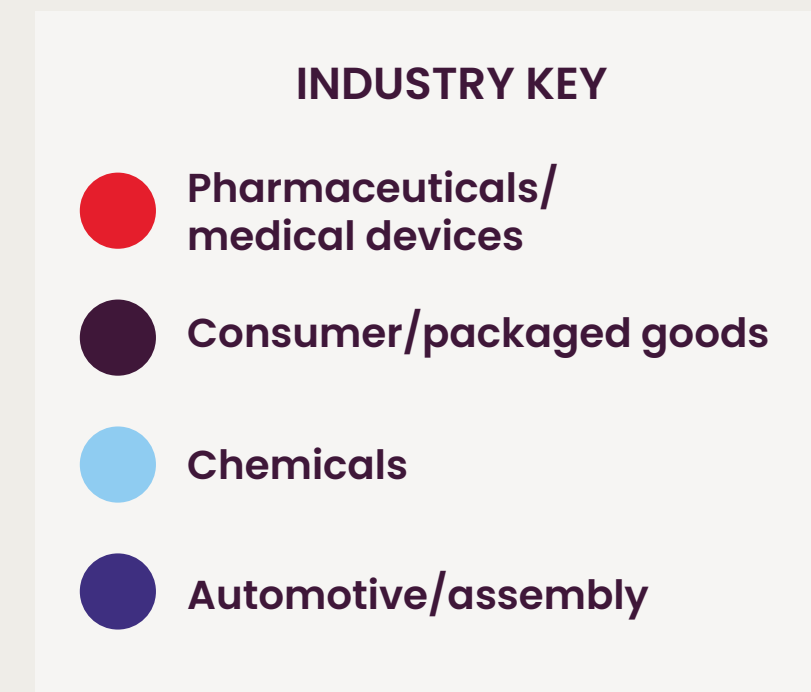 INDUSTRY KEY
Pharmaceuticals/
medical devices
Consumer/packaged goods
Chemicals
Automotive/assembly